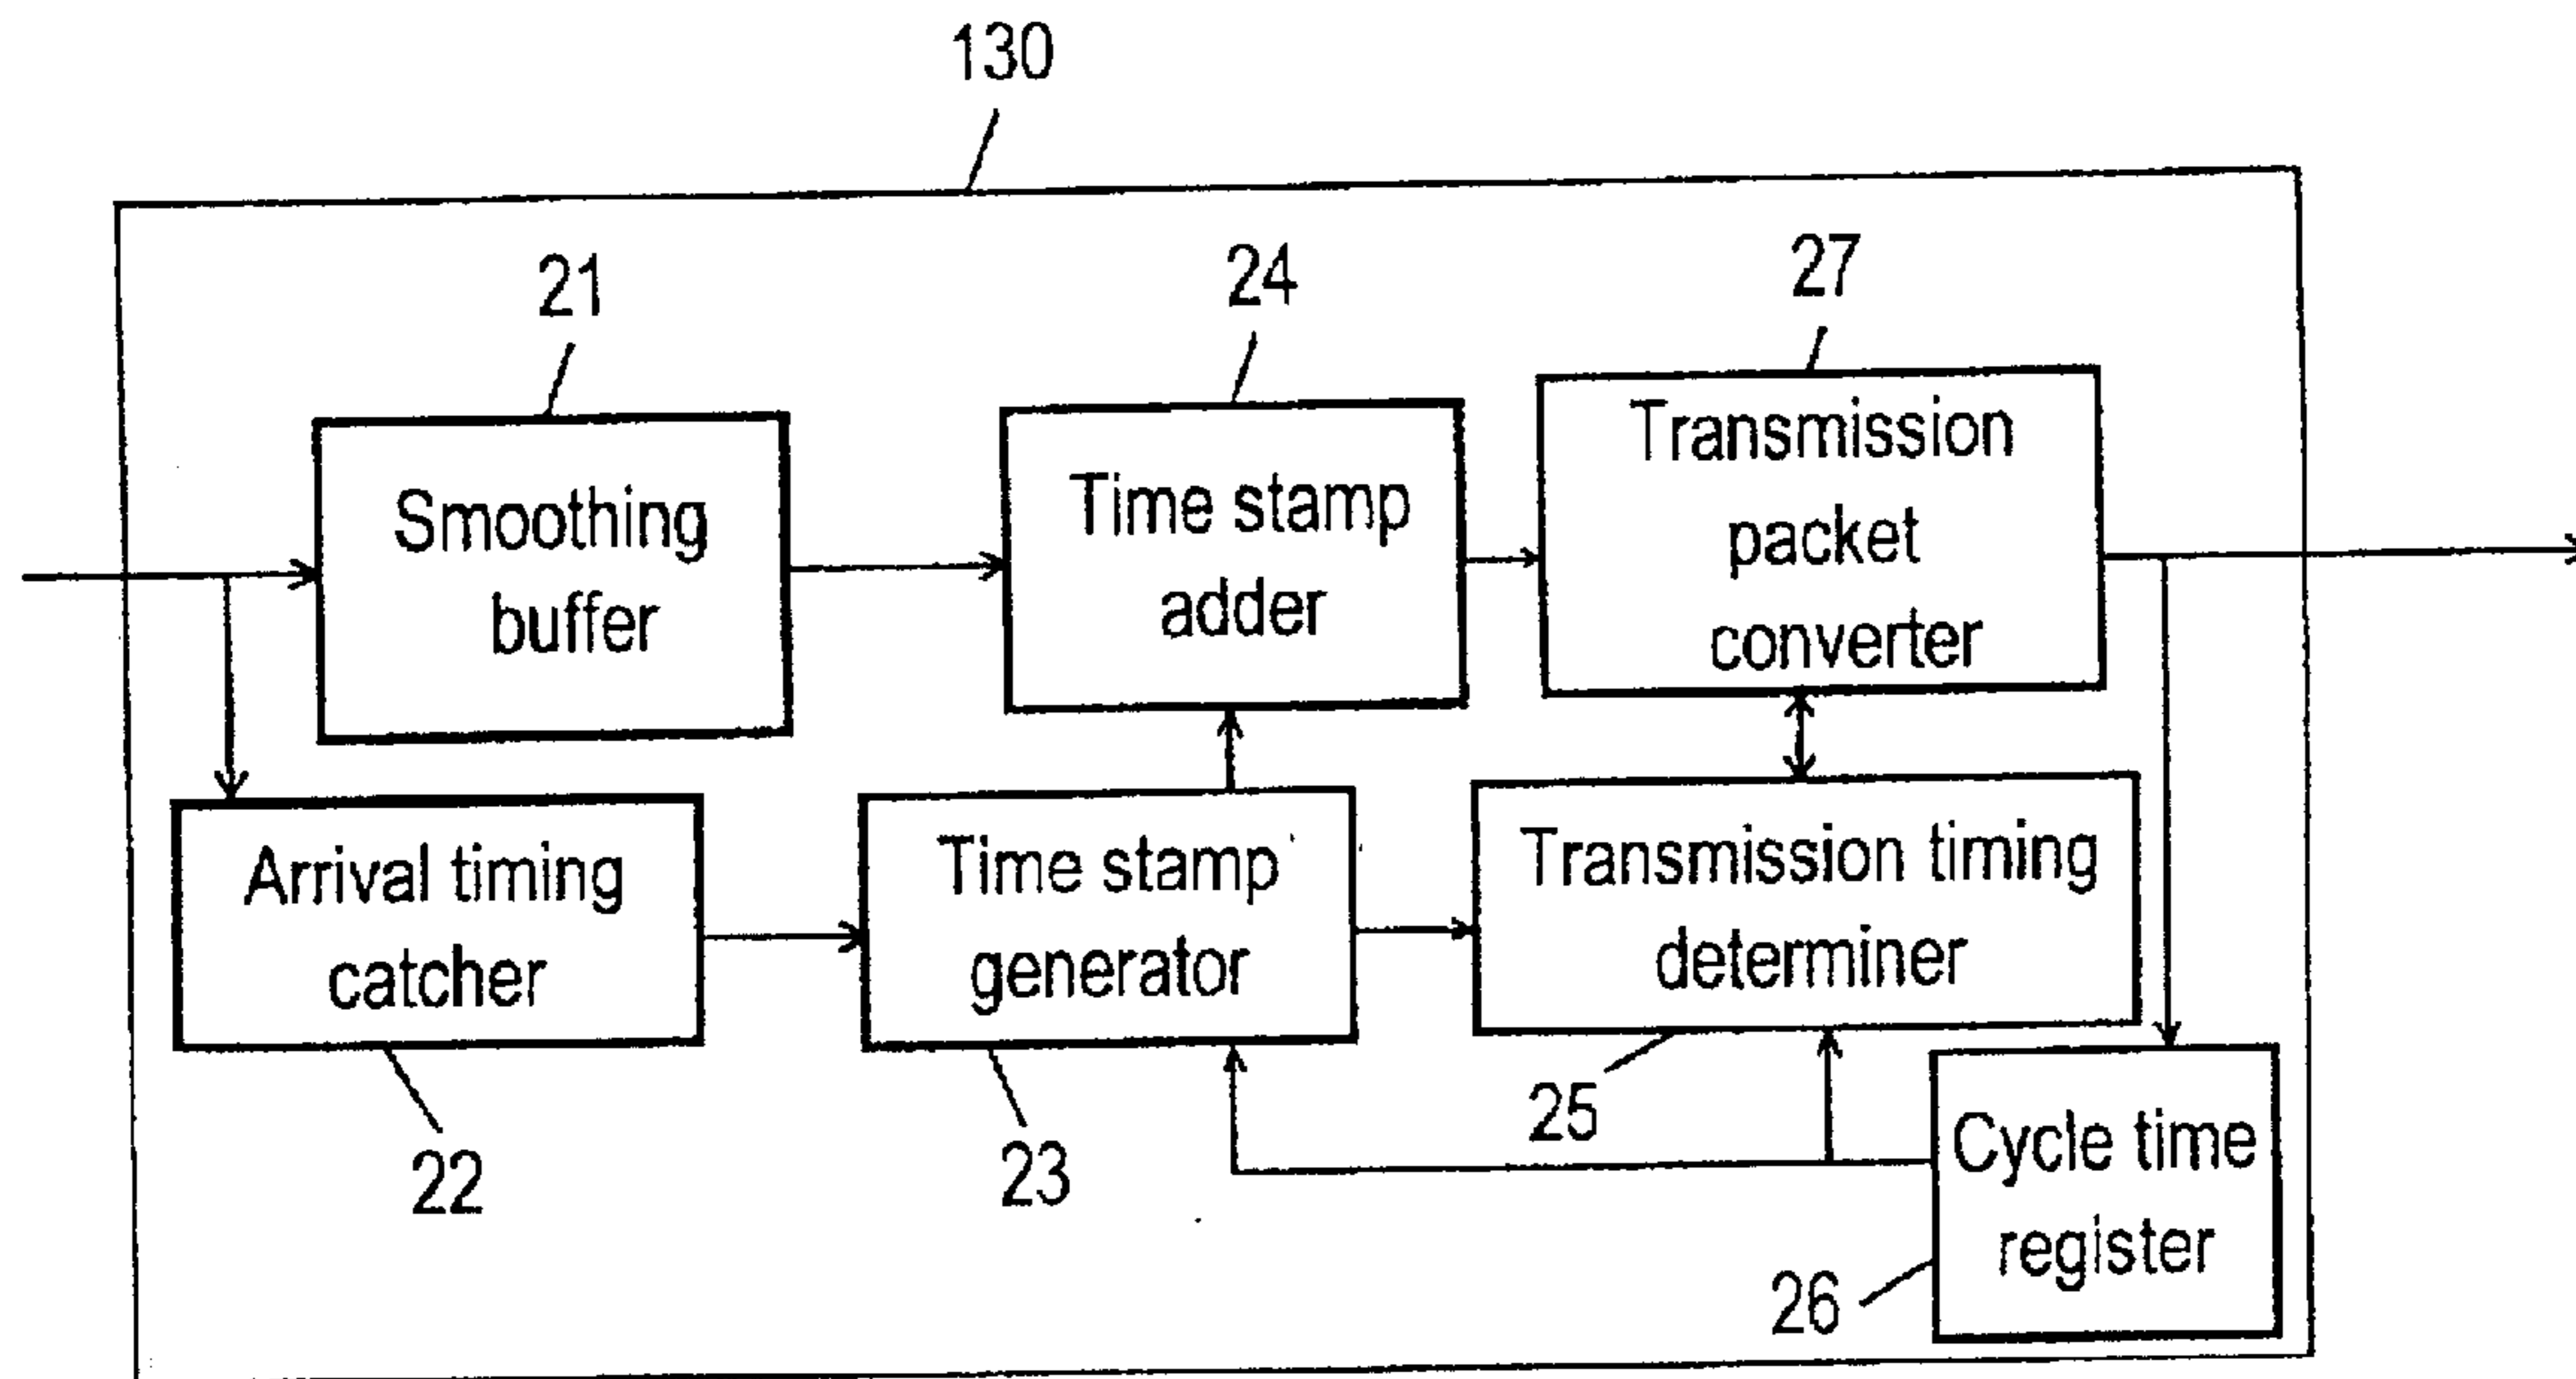 130
21
24
27
Smoothing
buffer
Time stamp
adder
Transmission
packet
converter
Arrival timing
catcher
Time stamp
generator
Transmission timing
determiner
22
23
25
26
Cycle time
register